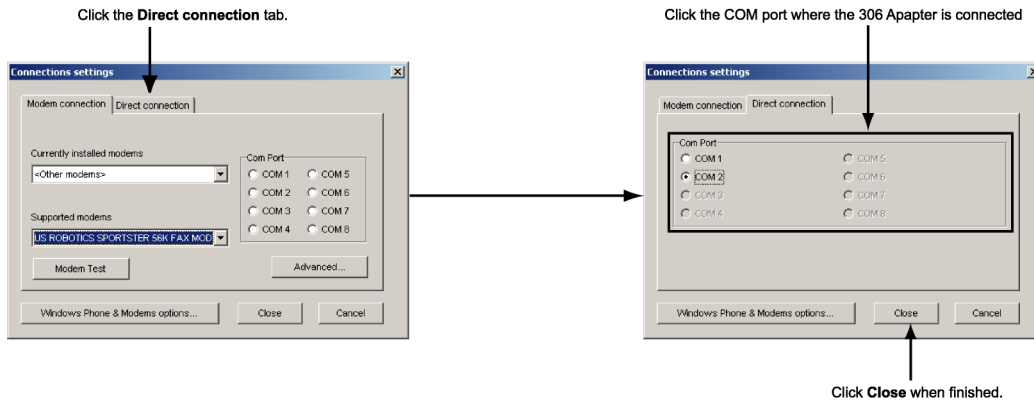 Click the Direct connection tab.
Connections settings
Modem connection
Direct connection
Currently installed modems
<Other modems>
Supported modems
US ROBOTICS SPORTSTER 56K FAX MOD
Com Port
COM 1
COM 5
COM 2
COM 6
COM 3
COM 7
COM 4
COM 8
Modem Test
Advanced...
Windows Phone & Modems options...
Close
Cancel
Click the COM port where the 306 Apapter is connected
Connections settings
Modem connection
Direct connection
Com Port
COM 1
COM 5
COM 2
COM 6
COM 3
COM 7
COM 4
COM 8
Windows Phone & Modems options...
Close
Cancel
Click Close when finished.